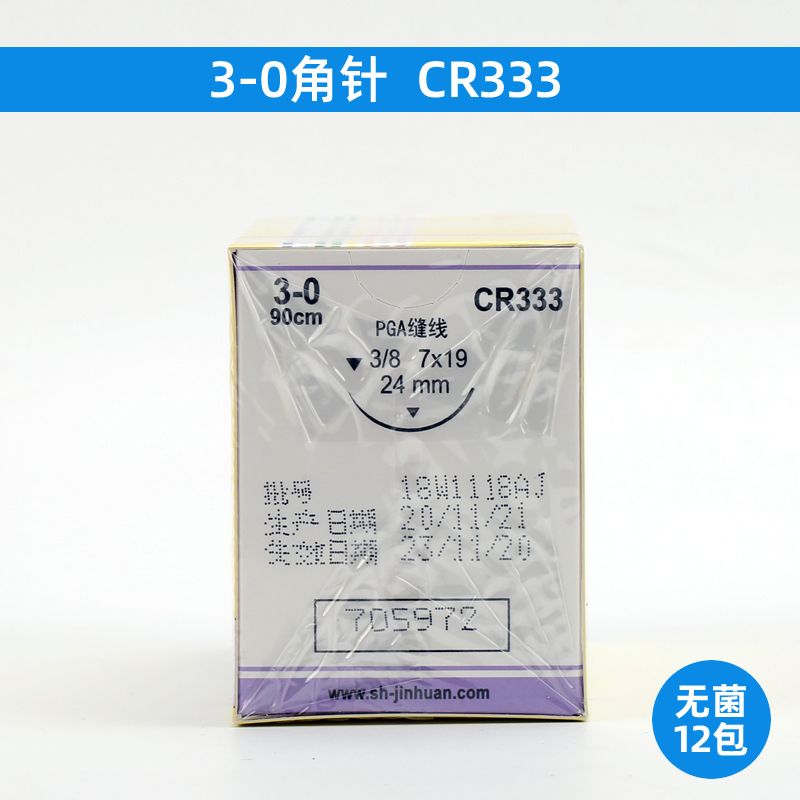 3-0角针 CR333
3-0
90cm
CR333
PGA缝线
3/8 7x19
24 mm
批号 18W1118AJ
生产日期 20/11/21
失效日期 23/11/20
705972
www.sh-jinhuan.com
无菌
12包